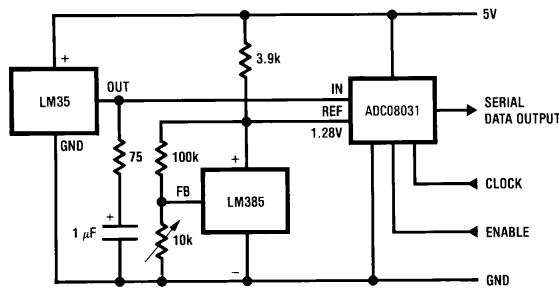 5V
3.9k
+
LM35
OUT
IN
ADC08031
SERIAL
DATA OUTPUT
REF
1.28V
GND
75
100k
+
CLOCK
FB
LM385
+
1 µF
10k
ENABLE
−
GND